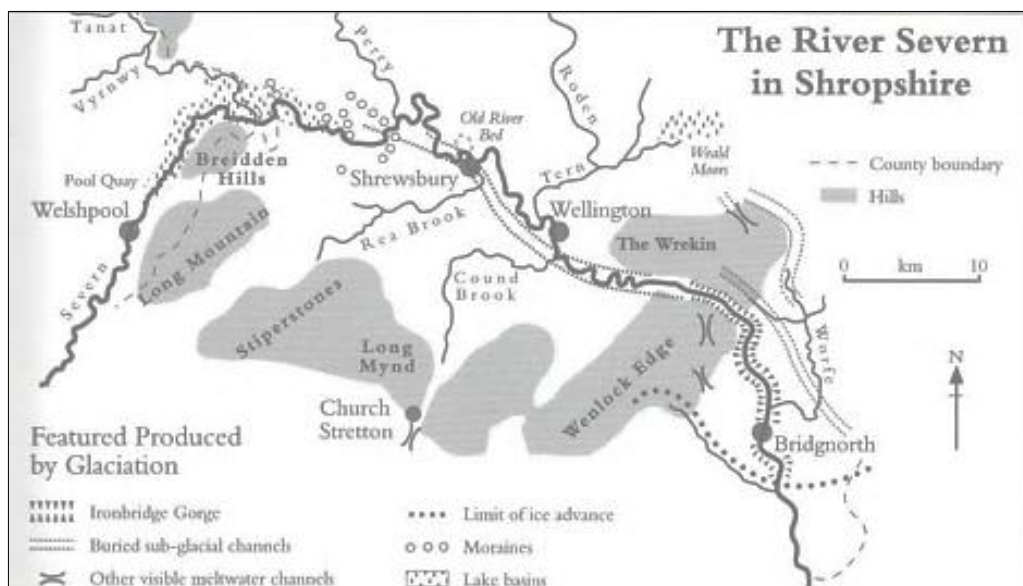 Tanat
Vyrnwy
Perry
Roden
The River Severn
in Shropshire
Old River
Bed
Weald
Moors
County boundary
Hills
Pool Quay
Breidden
Hills
Shrewsbury
Tern
Welshpool
Wellington
Rea Brook
The Wrekin
0 km 10
Long Mountain
Severn
Cound
Brook
Stiperstones
Long
Mynd
Worfe
N
Church
Stretton
Wenlock Edge
Bridgnorth
Featured Produced
by Glaciation
Ironbridge Gorge
Limit of ice advance
Buried sub-glacial channels
Moraines
Other visible meltwater channels
Lake basins